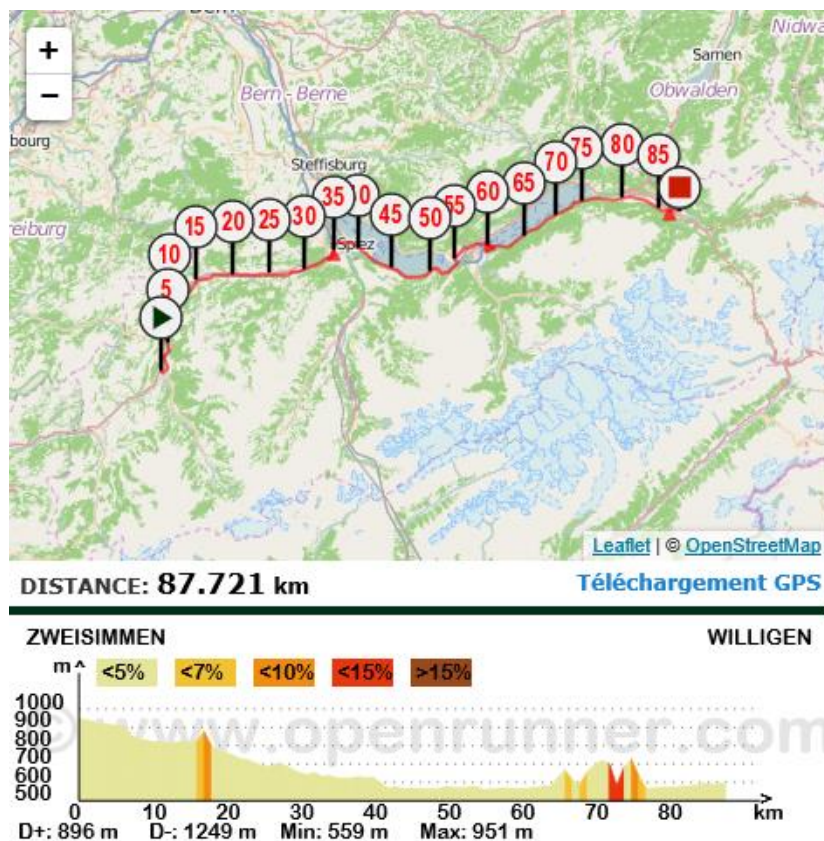 Bern
Nidwa
+
Sarnen
−
Bern - Berne
Obwalden
bourg
Steffisburg
80
75
85
70
35
65
60
15
20
25
30
45
50
55
reiburg
Spiez
10
5
Leaflet | © OpenStreetMap
DISTANCE: 87.721 km
Téléchargement GPS
ZWEISIMMEN
WILLIGEN
m
<5%
<7%
<10%
<15%
>15%
1000
900
800
© www.openrunner.com
700
600
500
0
10
20
30
40
50
60
70
80
km
D+: 896 m D-: 1249 m Min: 559 m Max: 951 m